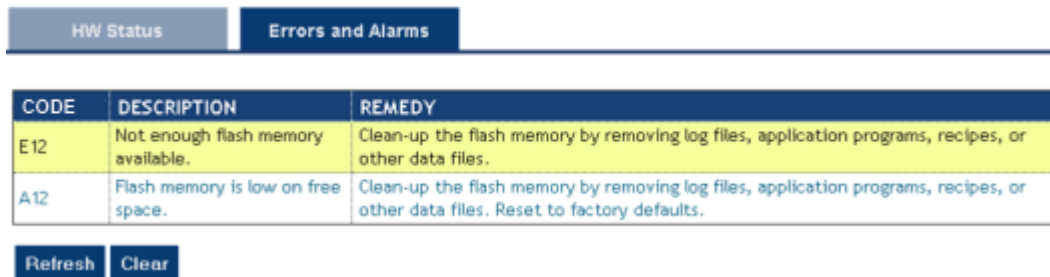 HW Status Errors and Alarms
CODE DESCRIPTION REMEDY
E12 Not enough flash memory available. Clean-up the flash memory by removing log files, application programs, recipes, or other data files.
A12 Flash memory is low on free space. Clean-up the flash memory by removing log files, application programs, recipes, or other data files. Reset to factory defaults.
Refresh Clear